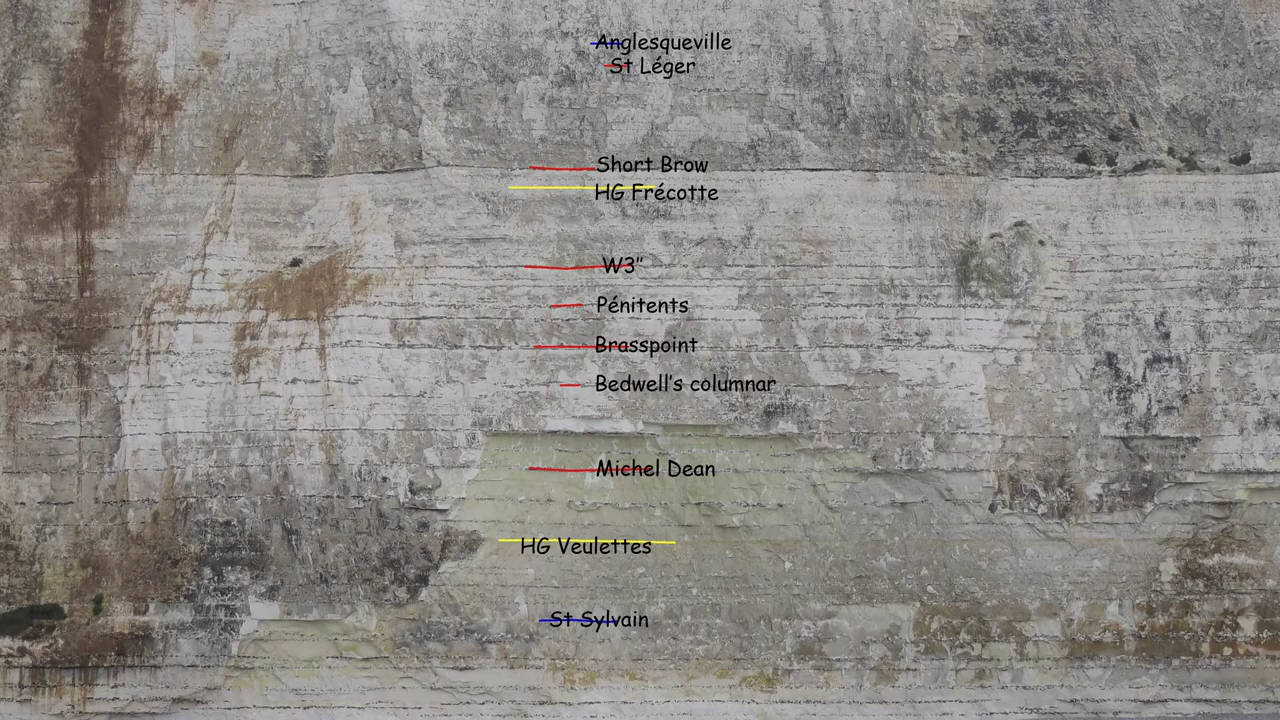 Anglesqueville
St Léger
Short Brow
HG Frécotte
W3"
Pénitents
Brasspoint
Bedwell's columnar
Michel Dean
HG Veulettes
St Sylvain